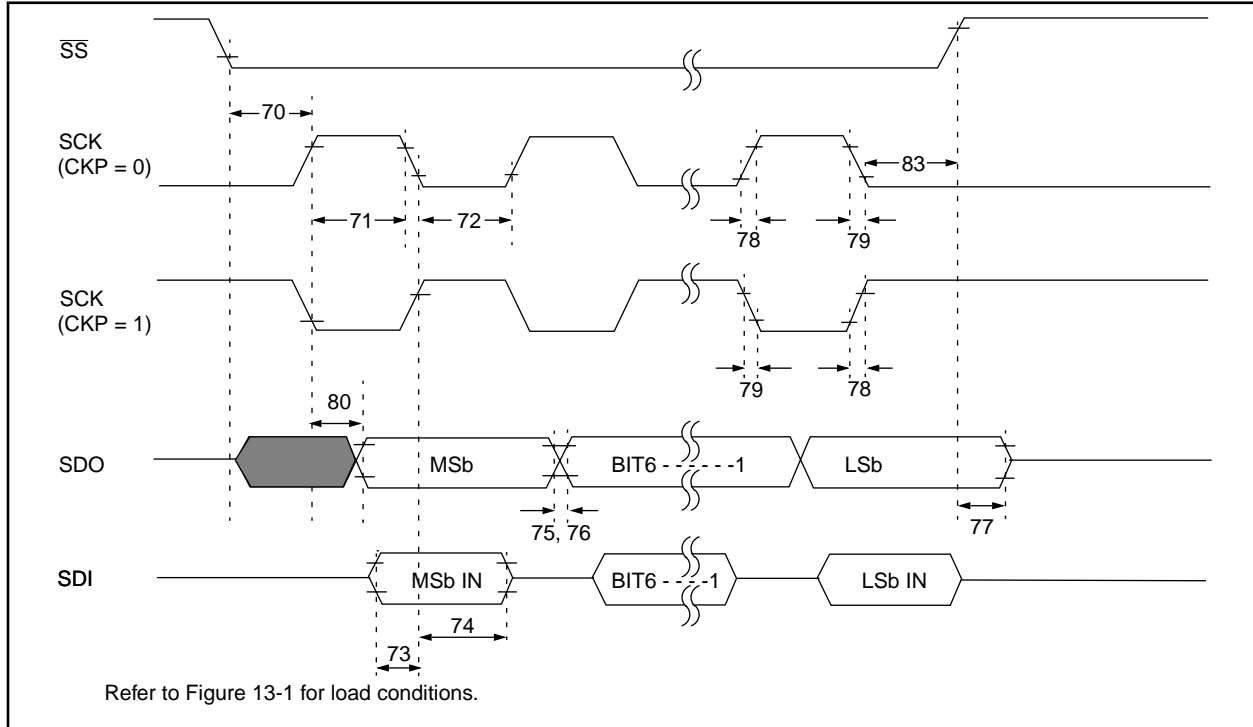 SS
70
SCK
(CKP = 0)
83
71
72
78
79
SCK
(CKP = 1)
79
78
80
SDO
MSb
BIT6 - - - - - -1
LSb
75, 76
77
SDI
MSb IN
BIT6 - - - - -1
LSb IN
74
73
Refer to Figure 13-1 for load conditions.